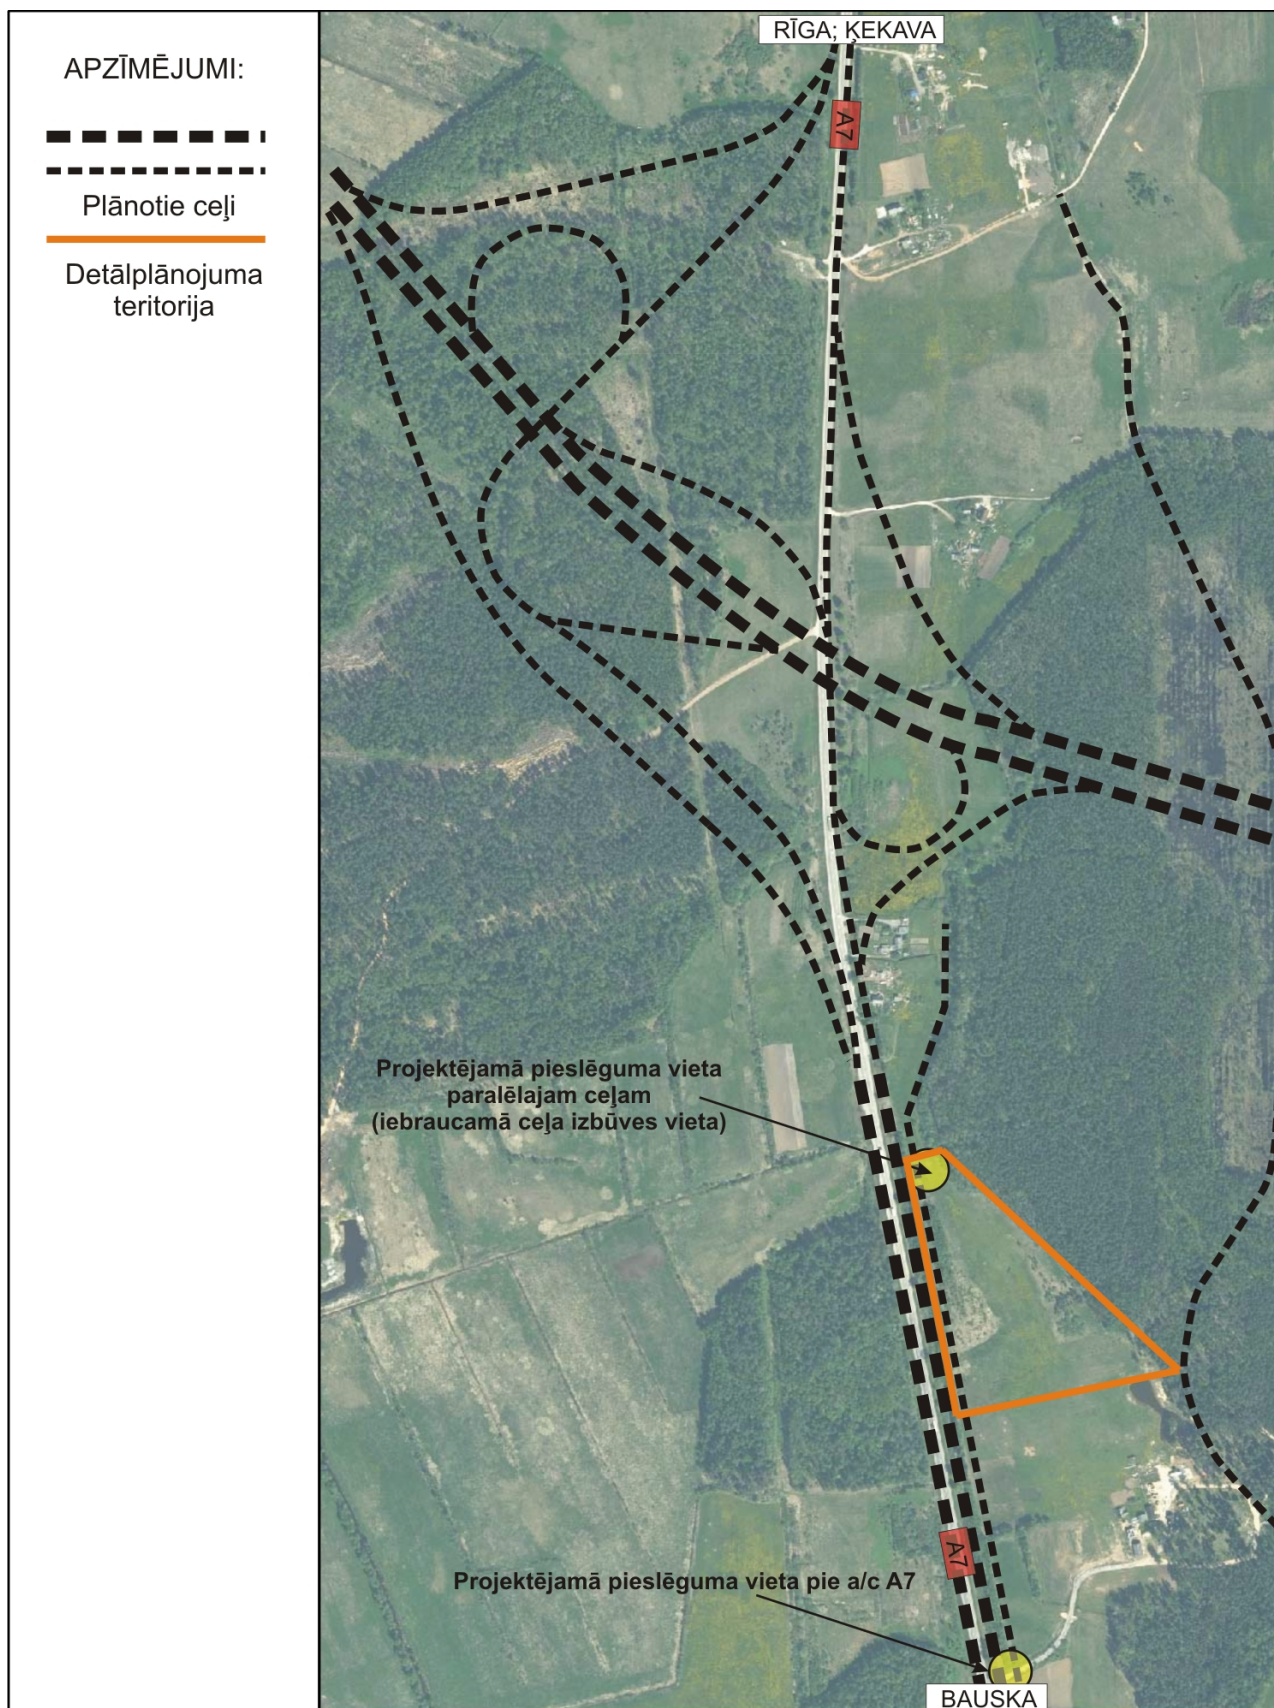 APZĪMĒJUMI:
Plānotie ceļi
Detālplānojuma
teritorija
RĪGA; ĶEKAVA
A7
Projektējamā pieslēguma vieta
paralēlajam ceļam
(iebraucamā ceļa izbūves vieta)
A7
Projektējamā pieslēguma vieta pie a/c A7
BAUSKA